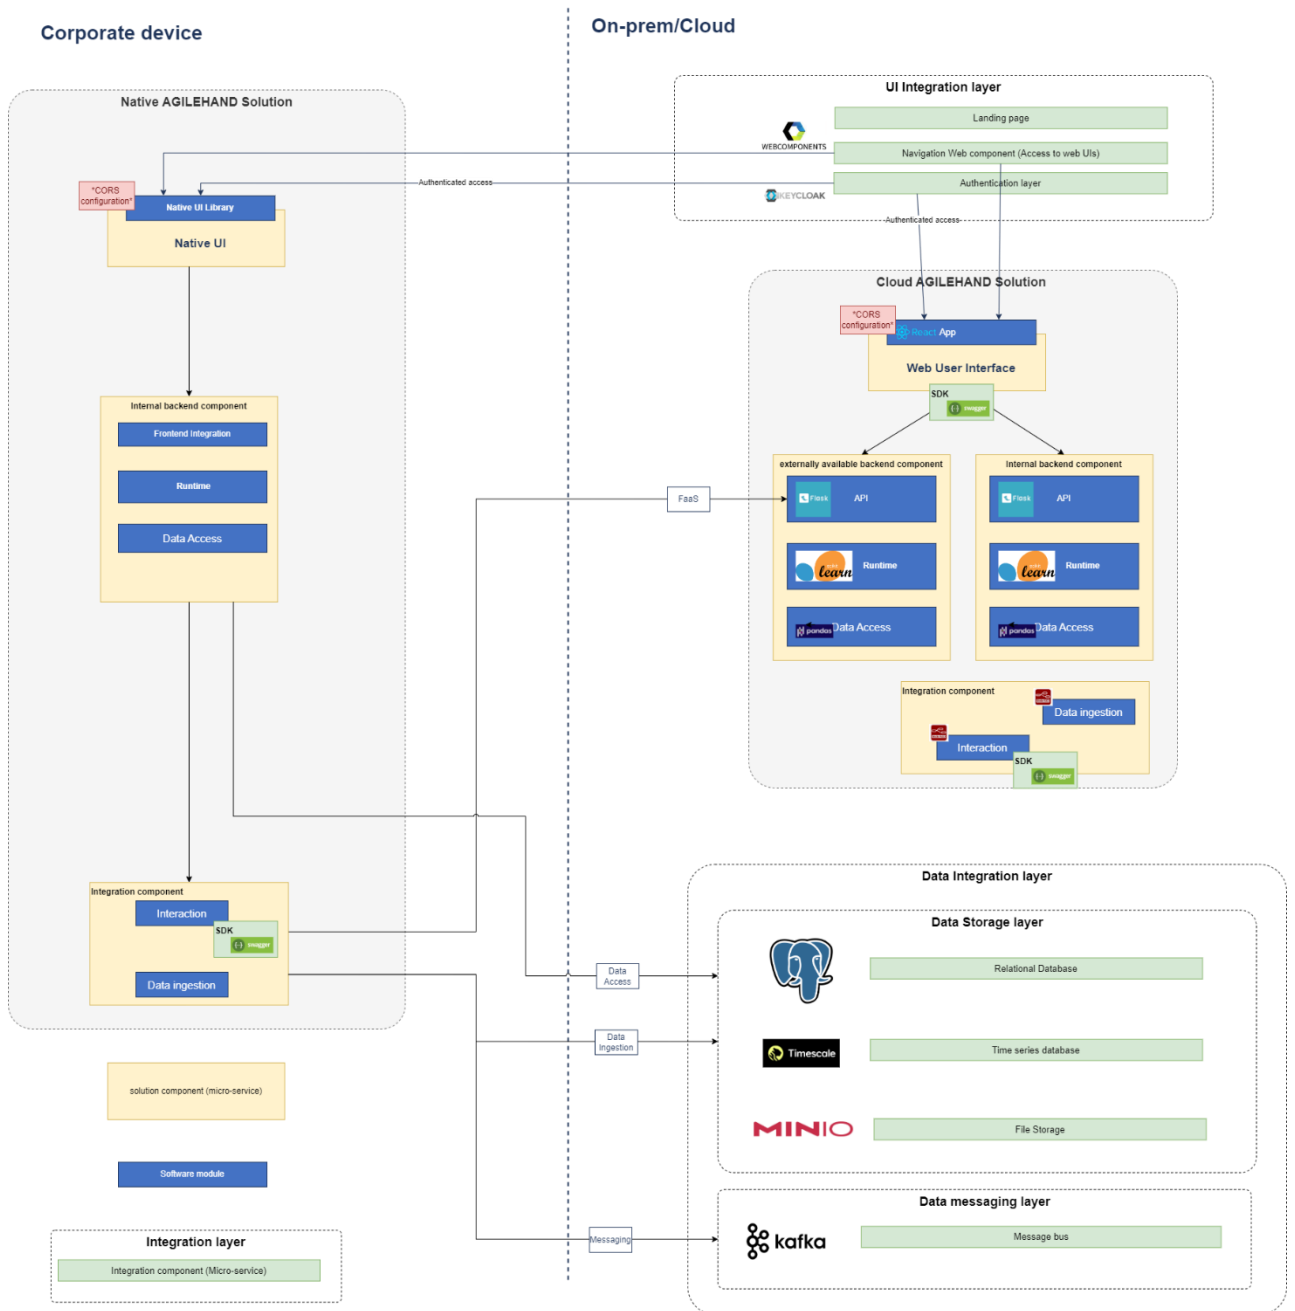 Corporate device
On-prem/Cloud
Native AGILEHAND Solution
UI Integration layer
Landing page
WEBCOMPONENTS
Navigation Web component (Access to web UIs)
Authenticated access
Authentication layer
KEYCLOAK
*CORS
configuration*
Native UI Library
Native UI
Authenticated access
Cloud AGILEHAND Solution
*CORS
configuration*
React App
Web User Interface
SDK
swagger
Internal backend component
Frontend Integration
Runtime
Data Access
externally available backend component
Flask
API
learn
Runtime
pandas
Data Access
Internal backend component
Flask
API
learn
Runtime
pandas
Data Access
FaaS
Integration component
Data ingestion
Interaction
SDK
swagger
Integration component
Interaction
SDK
swagger
Data ingestion
Data
Access
Data
Ingestion
Messaging
Data Integration layer
Data Storage layer
Relational Database
Timescale
Time series database
MINIO
File Storage
Data messaging layer
kafka
Message bus
solution component (micro-service)
Software module
Integration layer
Integration component (Micro-service)